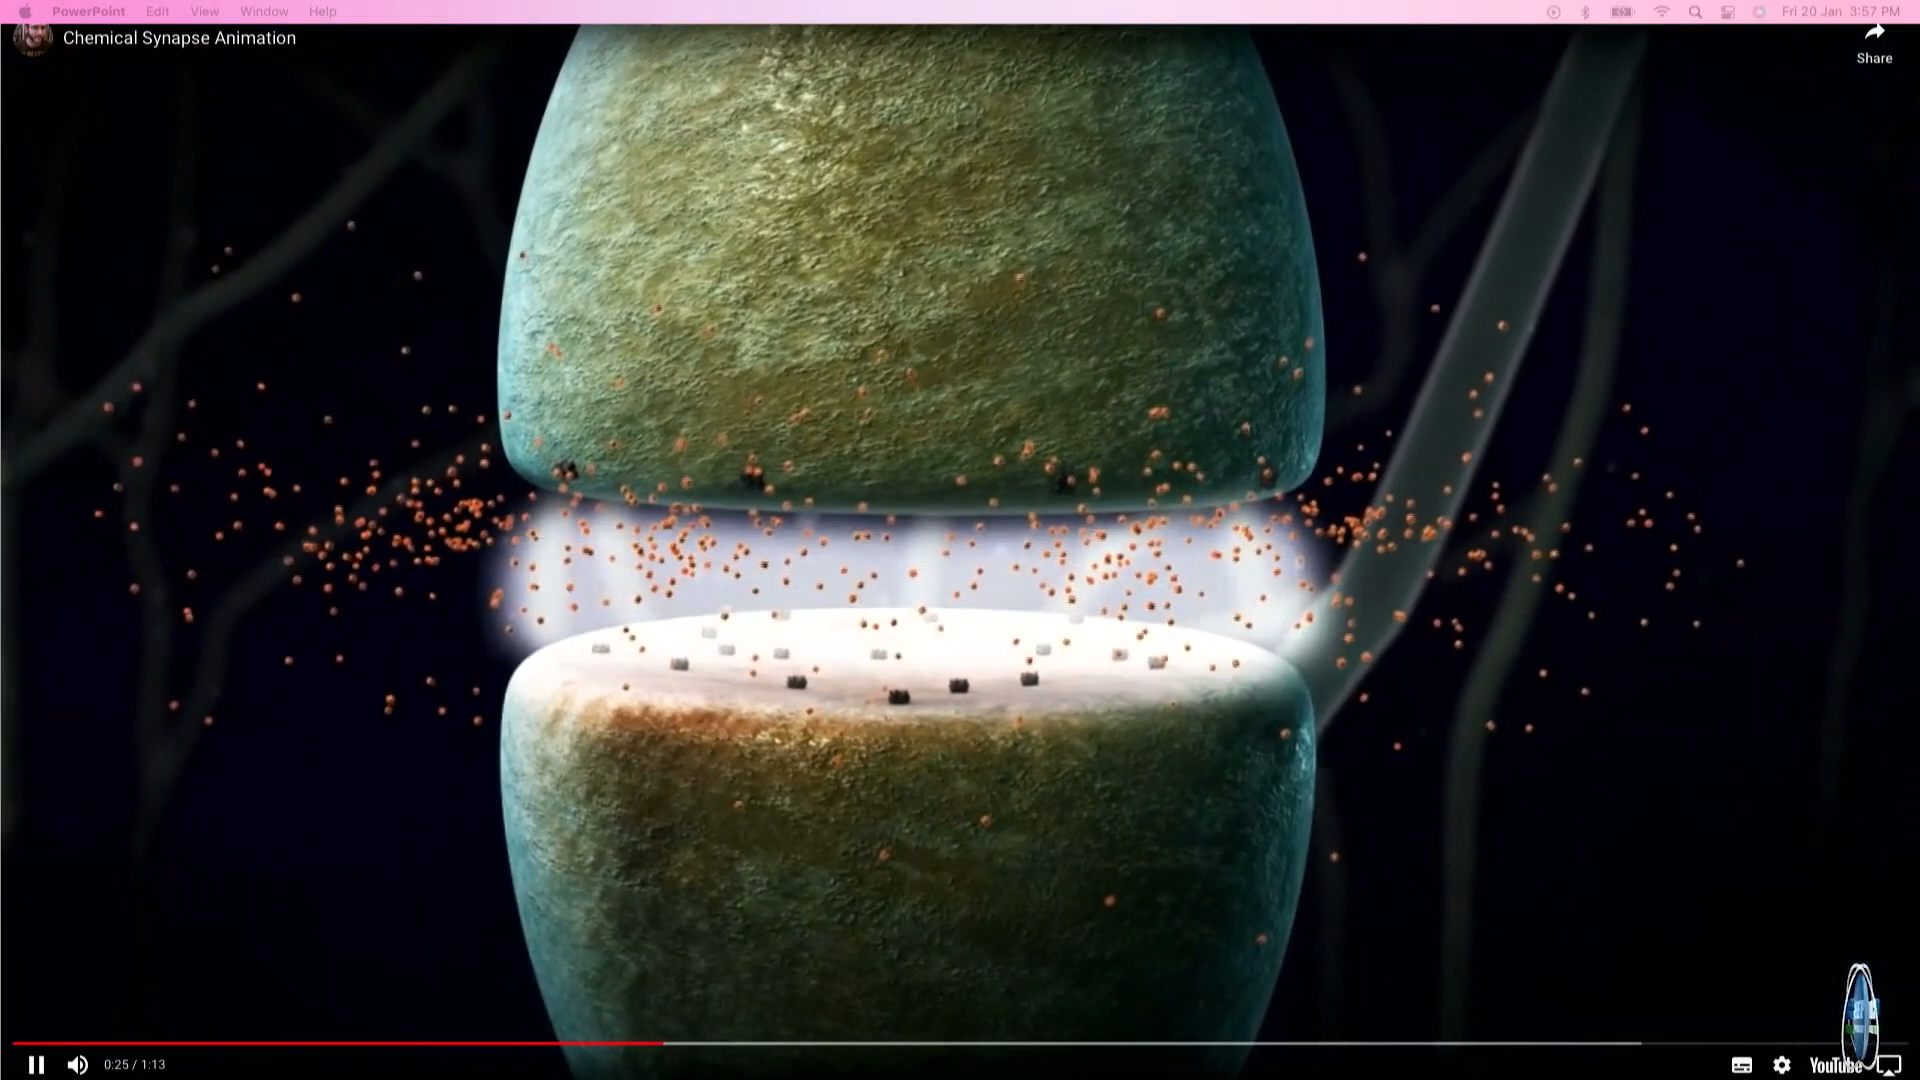 PowerPoint Edit View Window Help Fri 20 Jan 3:57 PM
Chemical Synapse Animation
Share
0:25 / 1:13
YouTube